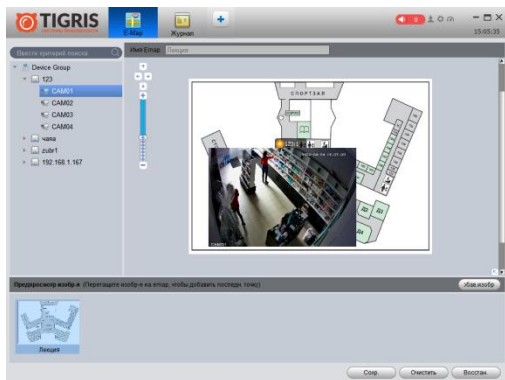 TIGRIS
E-Map
Журнал
15:05:35
Ввести критерий поиска
Имя Emap
Лекция
Device Group
123
CAM01
CAM02
CAM03
CAM04
чака
zubr1
192.168.1.167
СПОРТЗАЛ
CAM01
Предпросмотр изобр-я (Перетащите изобр-е на emap, чтобы добавить последн. точку)
Лекция
Сохр.
Очистить
Восстан.